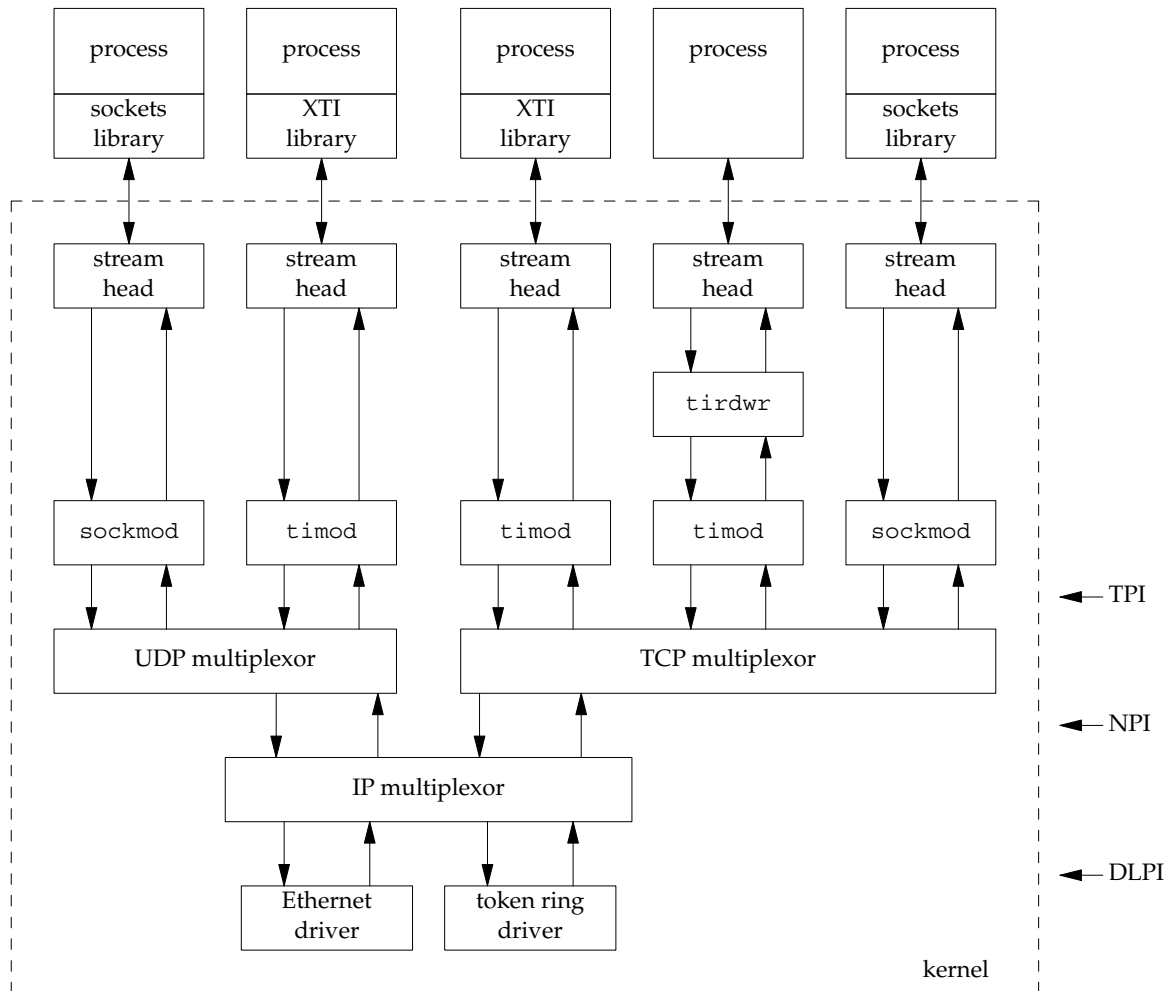 process
process
process
process
process
sockets
library
XTI
library
XTI
library
sockets
library
stream
head
stream
head
stream
head
stream
head
stream
head
tirdwr
sockmod
timod
timod
timod
sockmod
TPI
UDP multiplexor
TCP multiplexor
NPI
IP multiplexor
DLPI
Ethernet
driver
token ring
driver
kernel